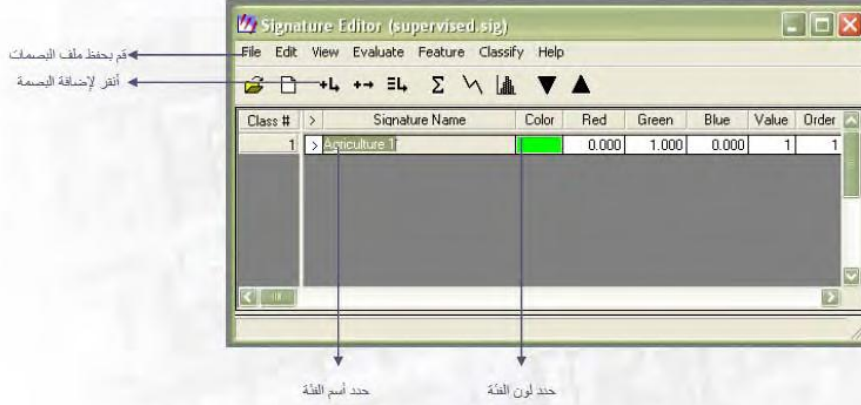 Signature Editor (supervised.sig)
File Edit View Evaluate Feature Classify Help
قم بحفظ ملف البصمات
أنقر لإضافة البصمة
Class # > Signature Name Color Red Green Blue Value Order
1 > Agriculture 1 0.000 1.000 0.000 1 1
حدد أسم الفئة
حدد لون الفئة